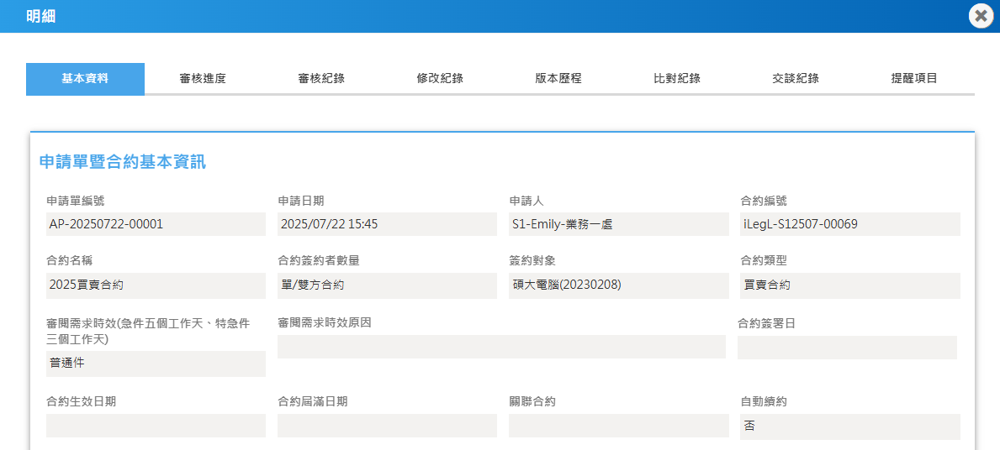 明細
基本資料 審核進度 審核紀錄 修改紀錄 版本歷程 比對紀錄 交談紀錄 提醒項目
申請單暨合約基本資訊
申請單編號 申請日期 申請人 合約編號
AP-20250722-00001 2025/07/22 15:45 S1-Emily-業務一處 iLegL-S12507-00069
合約名稱 合約簽約者數量 簽約對象 合約類型
2025買賣合約 單/雙方合約 碩大電腦(20230208) 買賣合約
審閱需求時效(急件五個工作天、特急件 審閱需求時效原因 合約簽署日
三個工作天)
普通件
合約生效日期 合約屆滿日期 關聯合約 自動續約
否